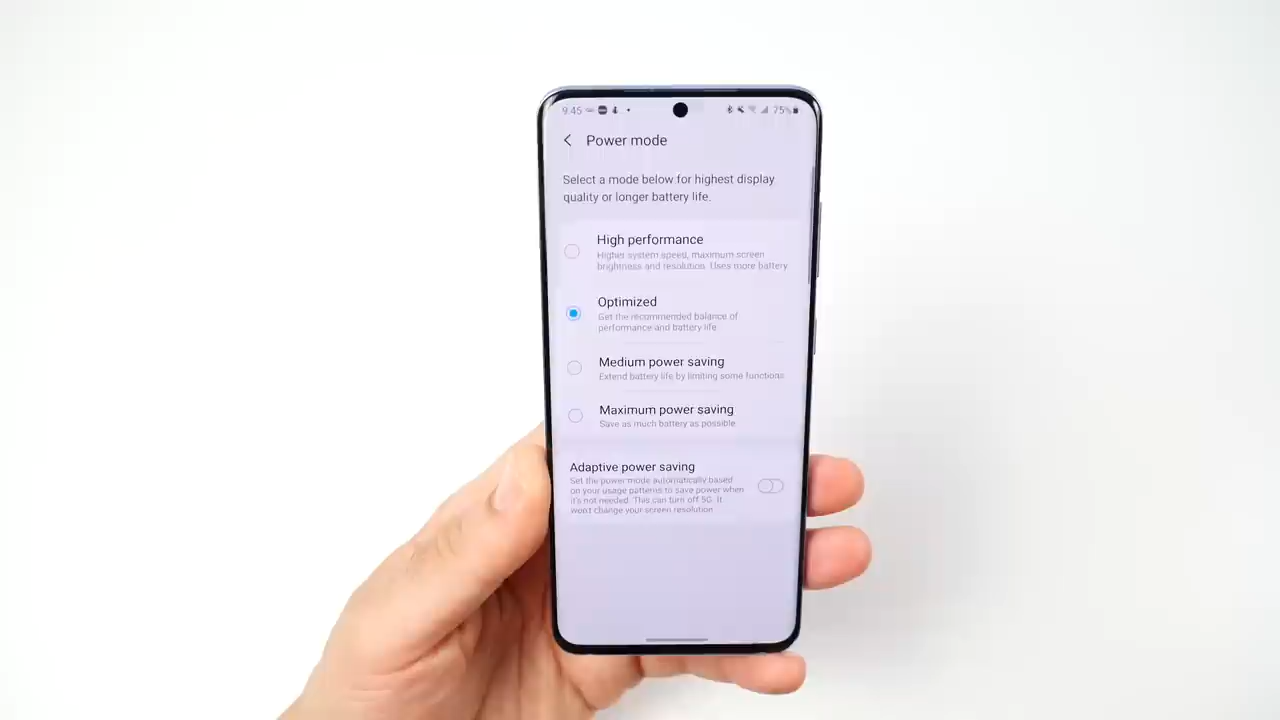 9:45
75%
Power mode
Select a mode below for highest display
quality or longer battery life.
High performance
Higher system speed, maximum screen
brightness and resolution. Uses more battery.
Optimized
Get the recommended balance of
performance and battery life.
Medium power saving
Extend battery life by limiting some functions.
Maximum power saving
Save as much battery as possible.
Adaptive power saving
Set the power mode automatically based
on your usage patterns to save power when
it's not needed. This can turn off 5G. It
won't change your screen resolution.